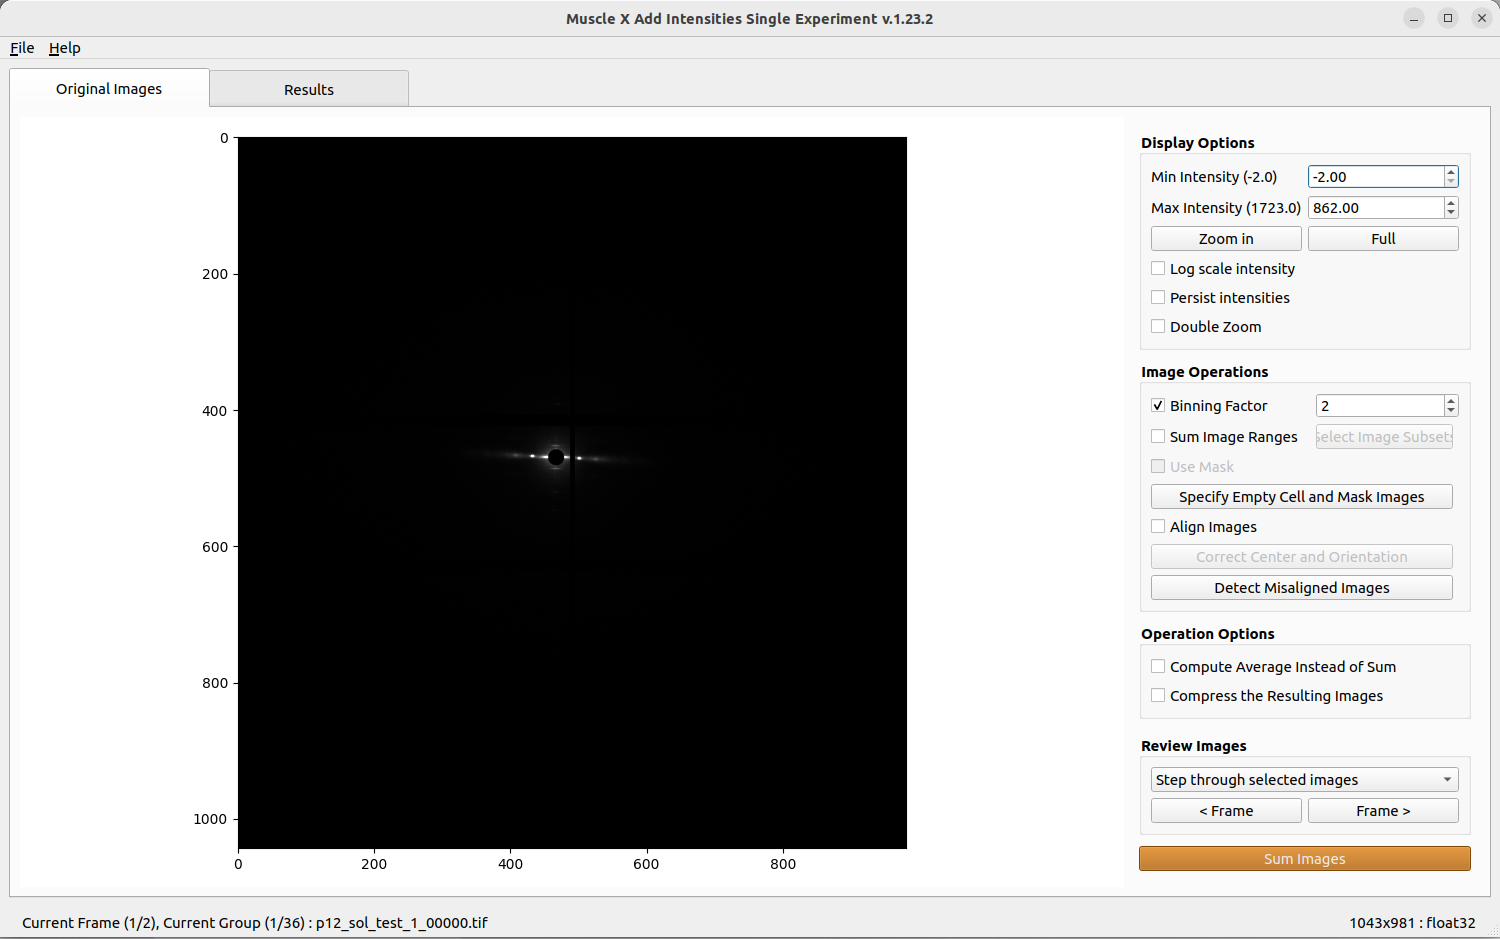 Muscle X Add Intensities Single Experiment v.1.23.2
File Help
Original Images
Results
0
200
400
600
800
1000
0 200 400 600 800
Display Options
Min Intensity (-2.0) -2.00
Max Intensity (1723.0) 862.00
Zoom in Full
Log scale intensity
Persist intensities
Double Zoom
Image Operations
Binning Factor 2
Sum Image Ranges Select Image Subsets
Use Mask
Specify Empty Cell and Mask Images
Align Images
Correct Center and Orientation
Detect Misaligned Images
Operation Options
Compute Average Instead of Sum
Compress the Resulting Images
Review Images
Step through selected images
< Frame Frame >
Sum Images
Current Frame (1/2), Current Group (1/36) : p12_sol_test_1_00000.tif
1043x981 : float32